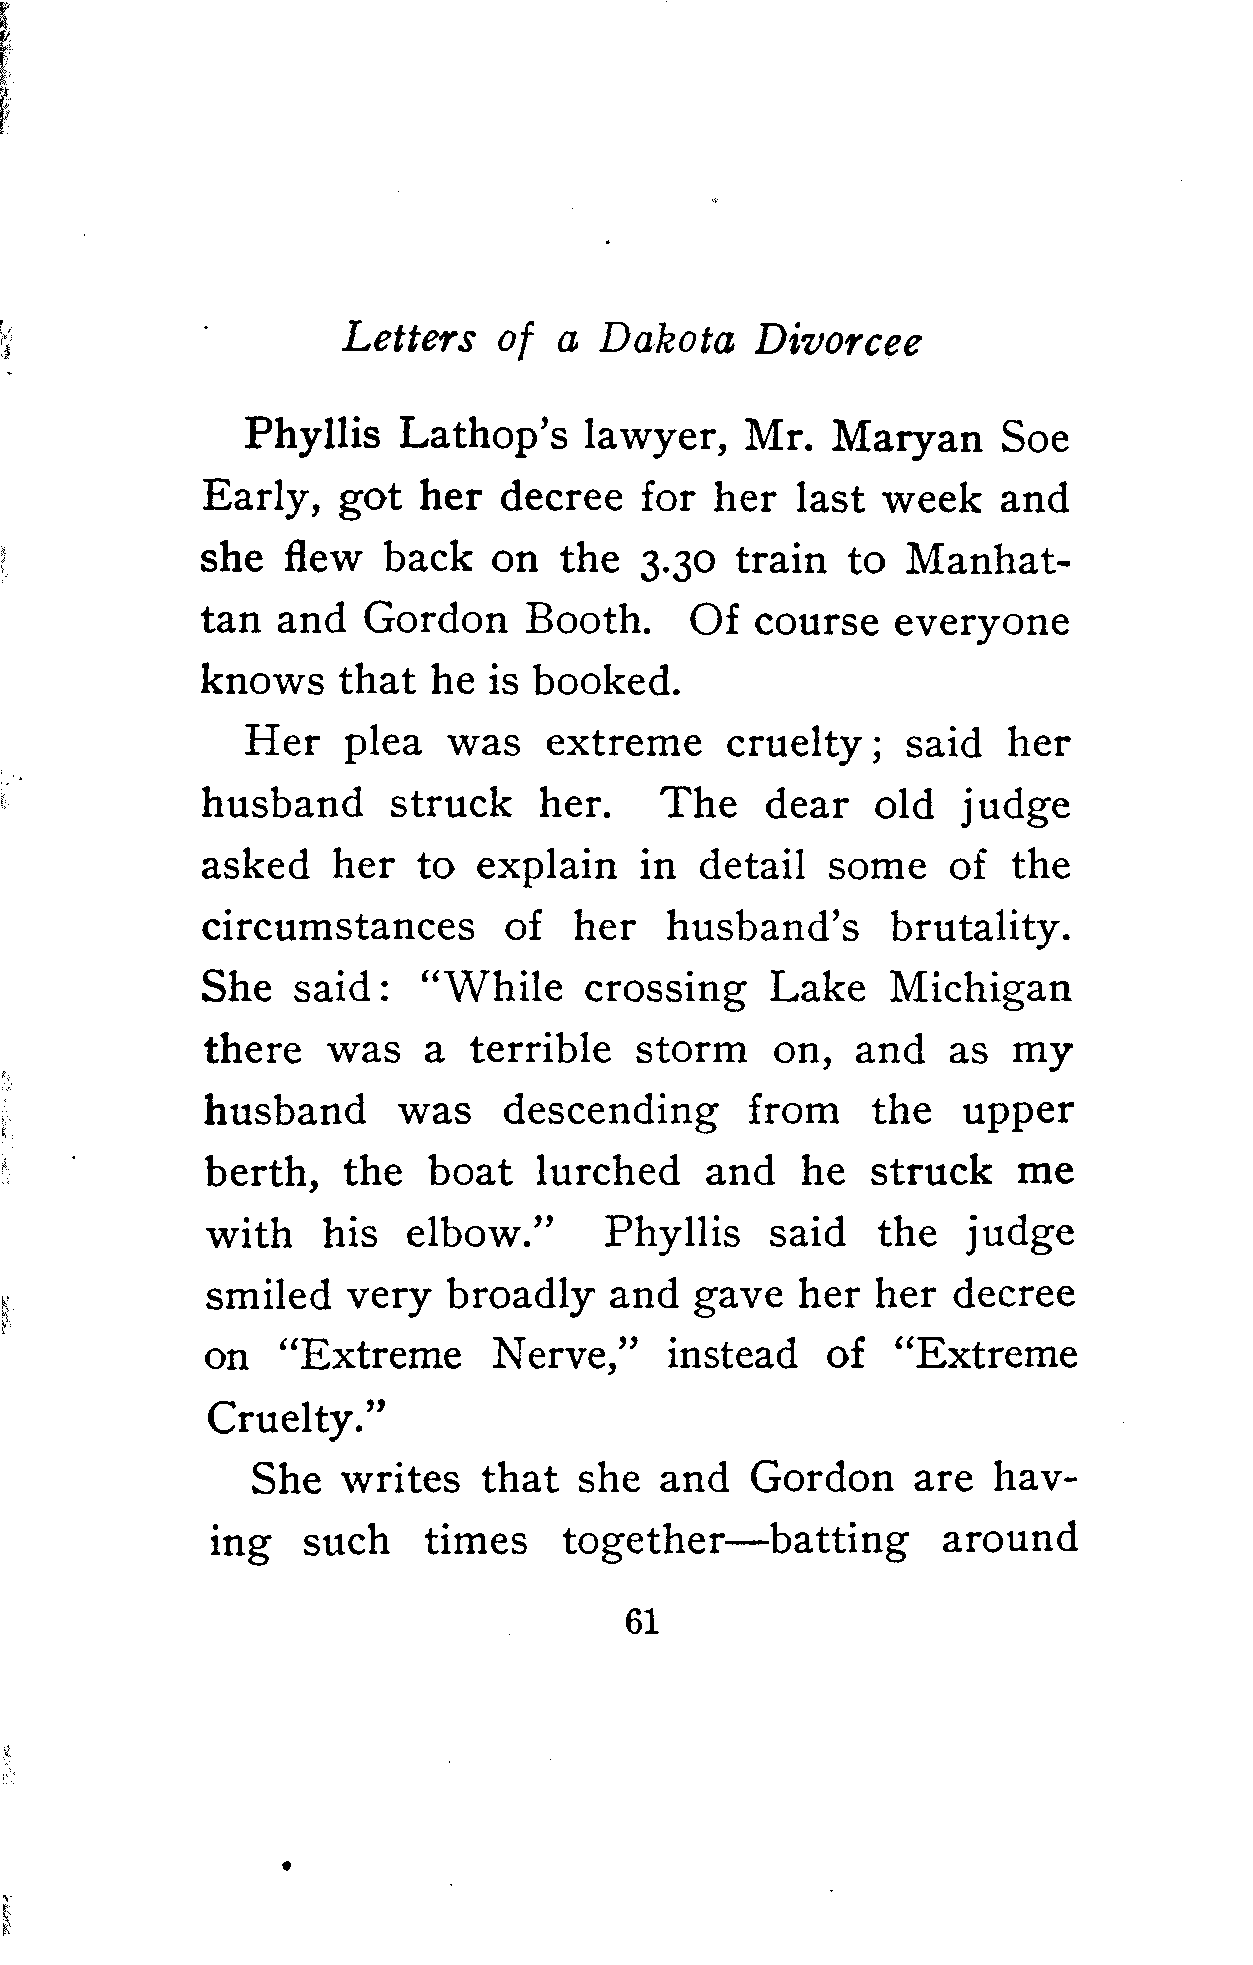 Letters of a Dakota Divorcee
Phyllis Lathop's lawyer, Mr. Maryan Soe
Early, got her decree for her last week and
she flew back on the 3.30 train to Manhat-
tan and Gordon Booth. Of course everyone
knows that he is booked.
Her plea was extreme cruelty; said her
husband struck her. The dear old judge
asked her to explain in detail some of the
circumstances of her husband's brutality.
She said: “While crossing Lake Michigan
there was a terrible storm on, and as my
husband was descending from the upper
berth, the boat lurched and he struck me
with his elbow.” Phyllis said the judge
smiled very broadly and gave her her decree
on “Extreme Nerve,” instead of “Extreme
Cruelty.”
She writes that she and Gordon are hav-
ing such times together—batting around
61